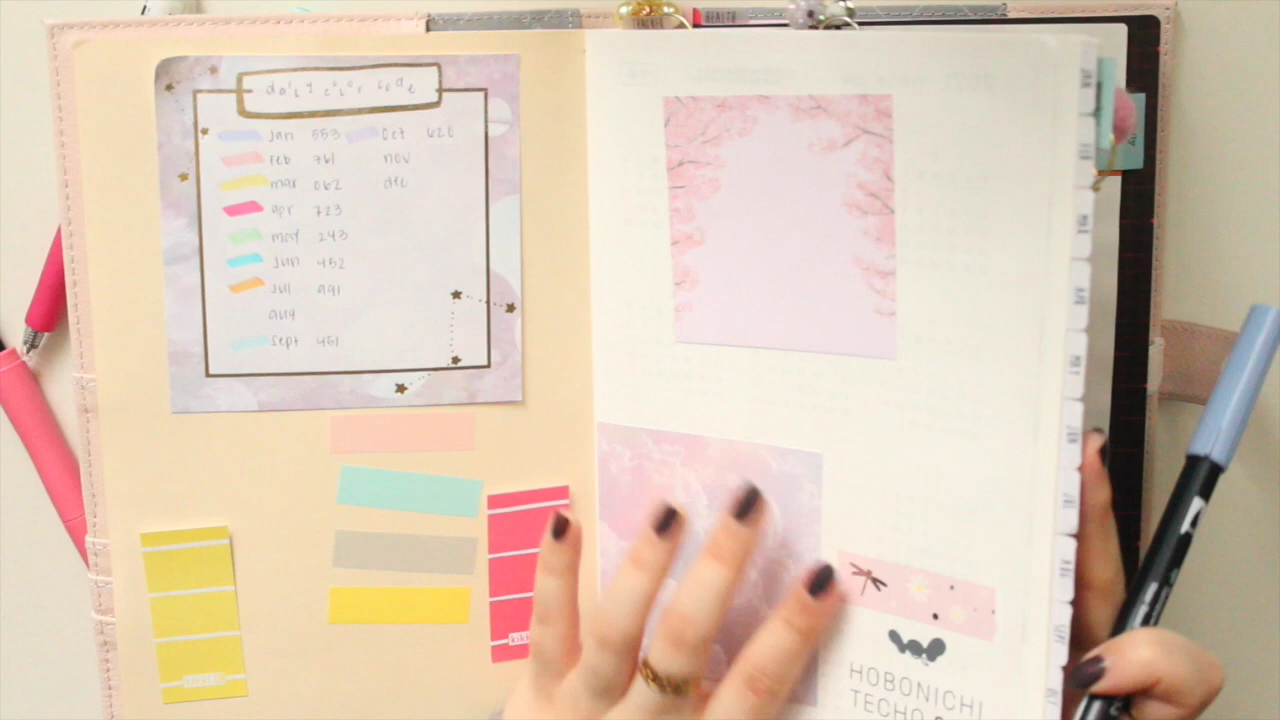 daily color code
Jan 553 Oct 620
Feb 761 nov
mar 062 dec
apr 723
may 243
Jun 452
Jul 991
aug
Sept 451
HEALTH
HOBONICHI
TECHO